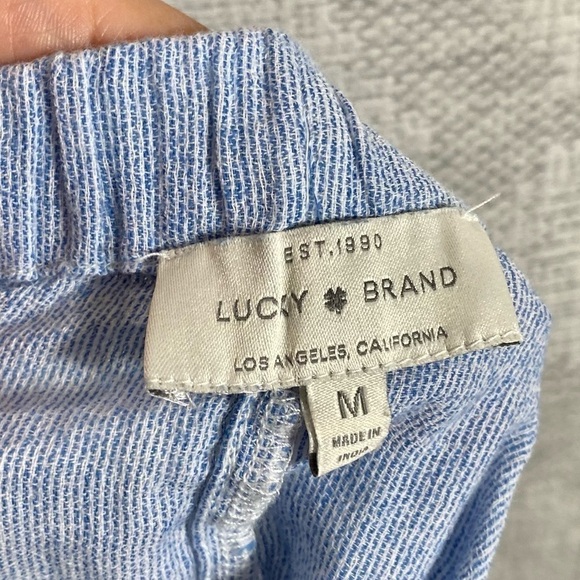 EST. 1990
LUCKY BRAND
LOS ANGELES, CALIFORNIA
M
MADE IN
INDIA